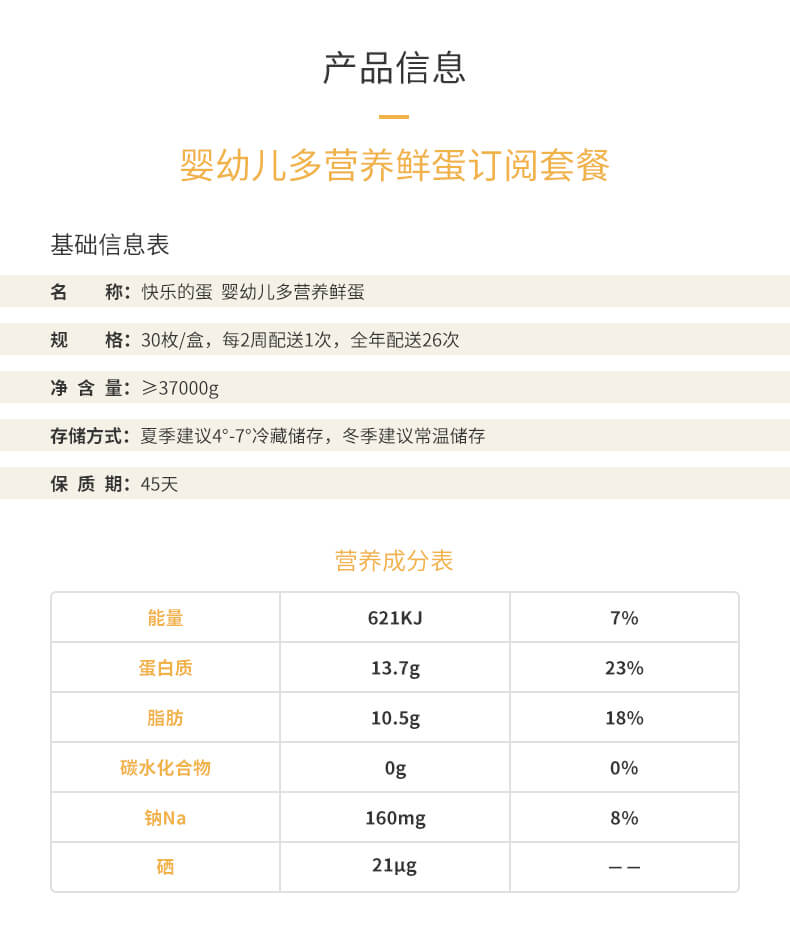 产品信息
婴幼儿多营养鲜蛋订阅套餐
基础信息表
名 称：快乐的蛋 婴幼儿多营养鲜蛋
规 格：30枚/盒，每2周配送1次，全年配送26次
净 含 量：≥37000g
存储方式：夏季建议4°-7°冷藏储存，冬季建议常温储存
保 质 期：45天
营养成分表
能量 621KJ 7%
蛋白质 13.7g 23%
脂肪 10.5g 18%
碳水化合物 0g 0%
钠Na 160mg 8%
硒 21μg — —